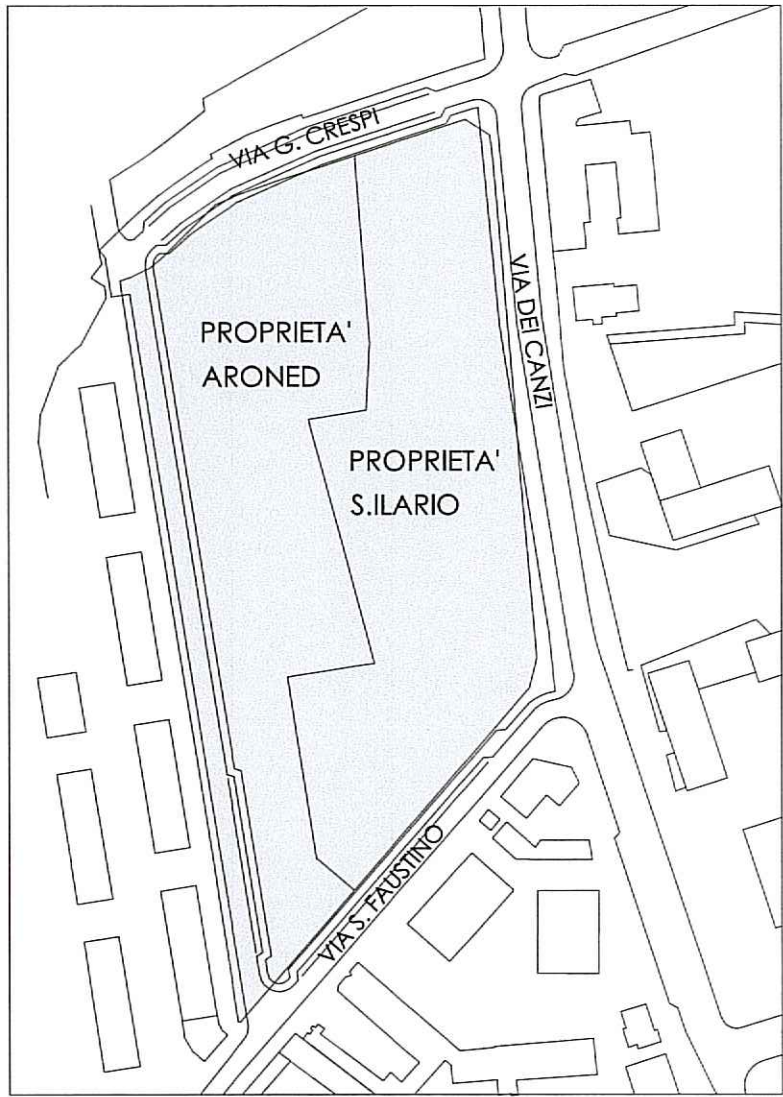 VIA G. CRESPI
PROPRIETA'
ARONED
VIA DEI CANZI
PROPRIETA'
S.ILARIO
VIA S. FAUSTINO